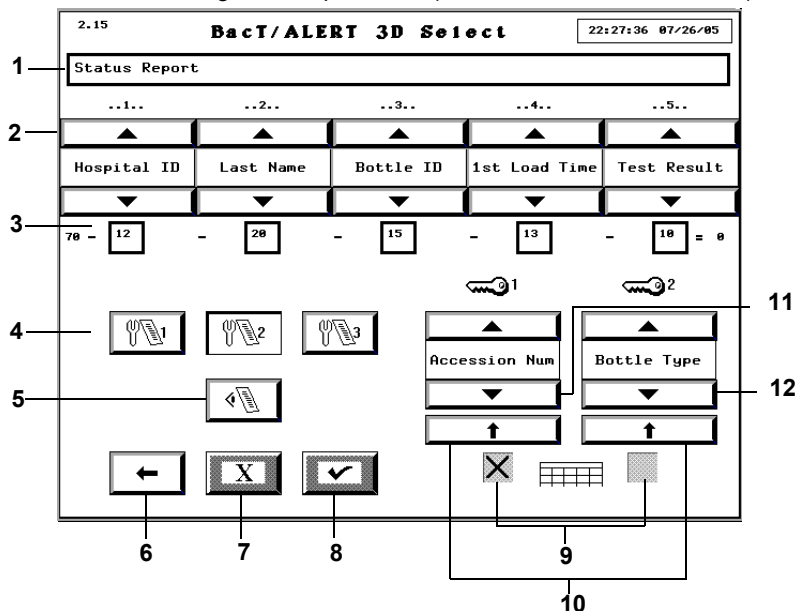 2.15 BacT/ALERT 3D Select 22:27:36 07/26/05
1 Status Report
..1.. ..2.. ..3.. ..4.. ..5..
2
Hospital ID Last Name Bottle ID 1st Load Time Test Result
3
70 - 12 - 20 - 15 - 13 - 10 = 0
1 2
11
4 1 2 3
Accession Num Bottle Type
5 12
X
6 7 8 9
10